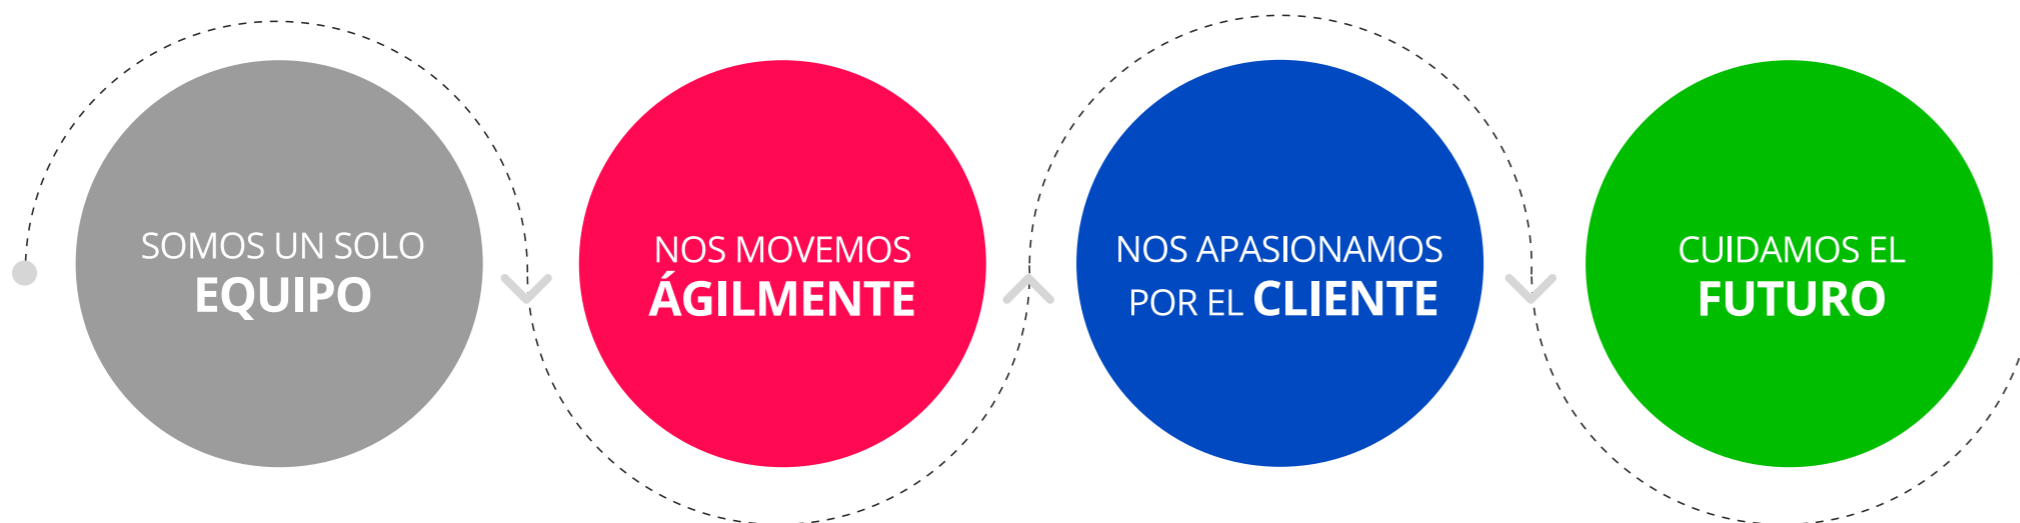 SOMOS UN SOLO
EQUIPO
NOS MOVEMOS
ÁGILMENTE
NOS APASIONAMOS
POR EL CLIENTE
CUIDAMOS EL
FUTURO